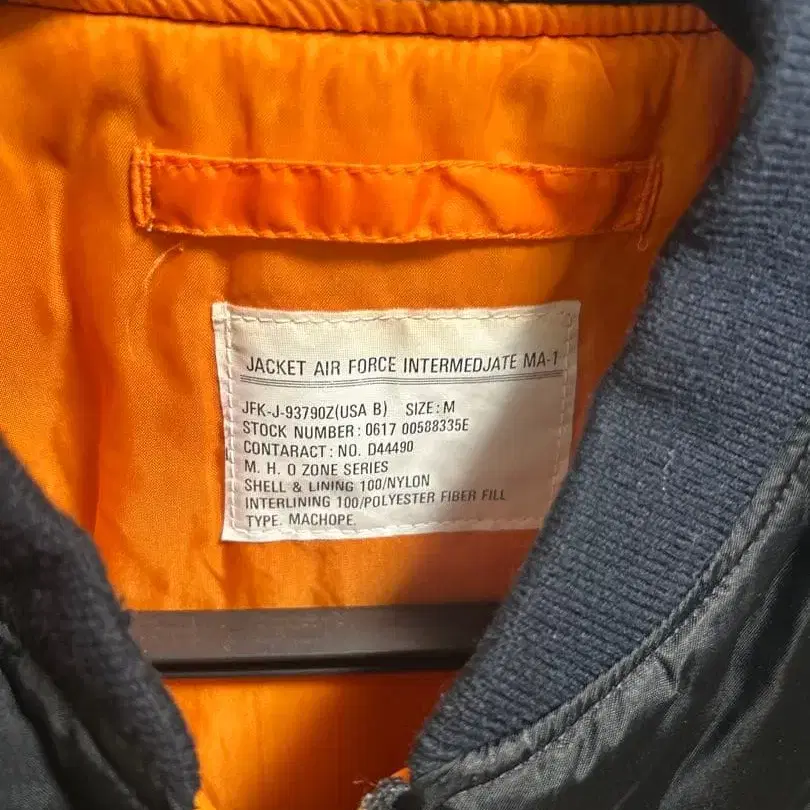 JACKET AIR FORCE INTERMEDJATE MA-1
JFK-J-93790Z(USA B) SIZE: M
STOCK NUMBER: 0617 00588335E
CONTARACT: NO. D44490
M. H. O ZONE SERIES
SHELL & LINING 100/NYLON
INTERLINING 100/POLYESTER FIBER FILL
TYPE. MACHOPE.